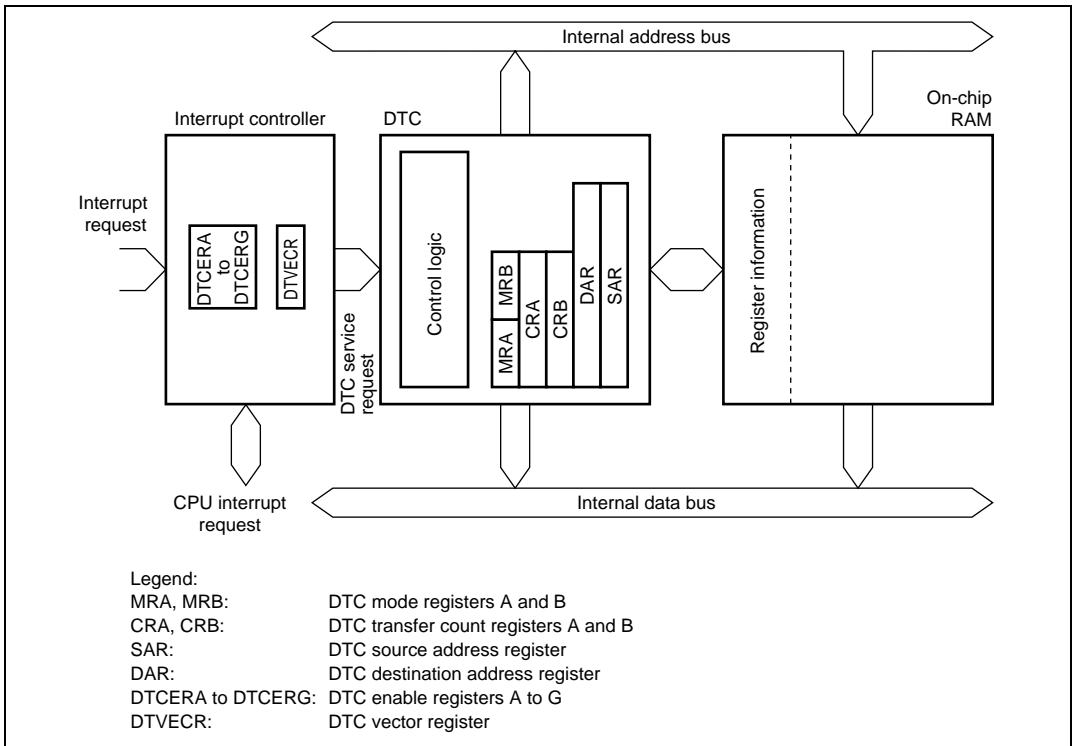 Internal address bus
On-chip
RAM
Interrupt controller
DTC
Interrupt
request
DTCERA
to
DTCERG
DTVECR
DTC service
request
Control logic
MRA
MRB
CRA
CRB
DAR
SAR
Register information
CPU interrupt
request
Internal data bus
Legend:
MRA, MRB: DTC mode registers A and B
CRA, CRB: DTC transfer count registers A and B
SAR: DTC source address register
DAR: DTC destination address register
DTCERA to DTCERG: DTC enable registers A to G
DTVECR: DTC vector register